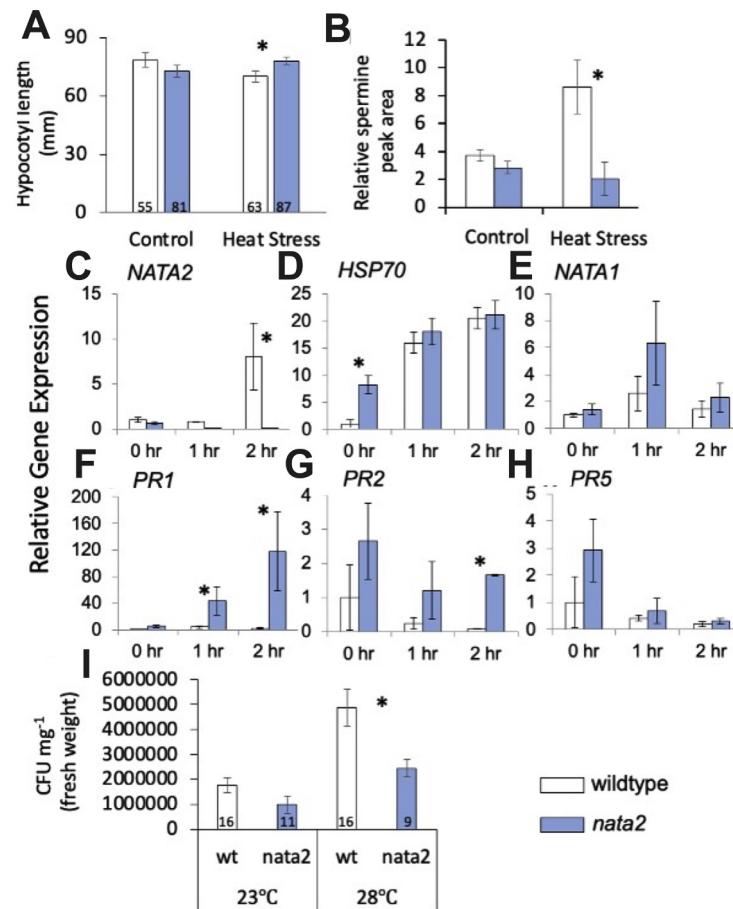 A
Hypocotyl length
(mm)
90
60
30
0
*
55 81 63 87
Control Heat Stress
B
Relative spermine
peak area
12
10
8
6
4
2
0
*
Control Heat Stress
Relative Gene Expression
C NATA2
15
10
5
0
*
0 hr 1 hr 2 hr
D HSP70
25
20
15
10
5
0
*
0 hr 1 hr 2 hr
E NATA1
10
8
6
4
2
0
0 hr 1 hr 2 hr
F PR1
200
160
120
80
40
0
* *
0 hr 1 hr 2 hr
G PR2
4
3
2
1
0
*
0 hr 1 hr 2 hr
H PR5
5
4
3
2
1
0
0 hr 1 hr 2 hr
I
CFU mg-1
(fresh weight)
6000000
5000000
4000000
3000000
2000000
1000000
0
*
16 11 16 9
wt nata2 wt nata2
23°C 28°C
wildtype
nata2